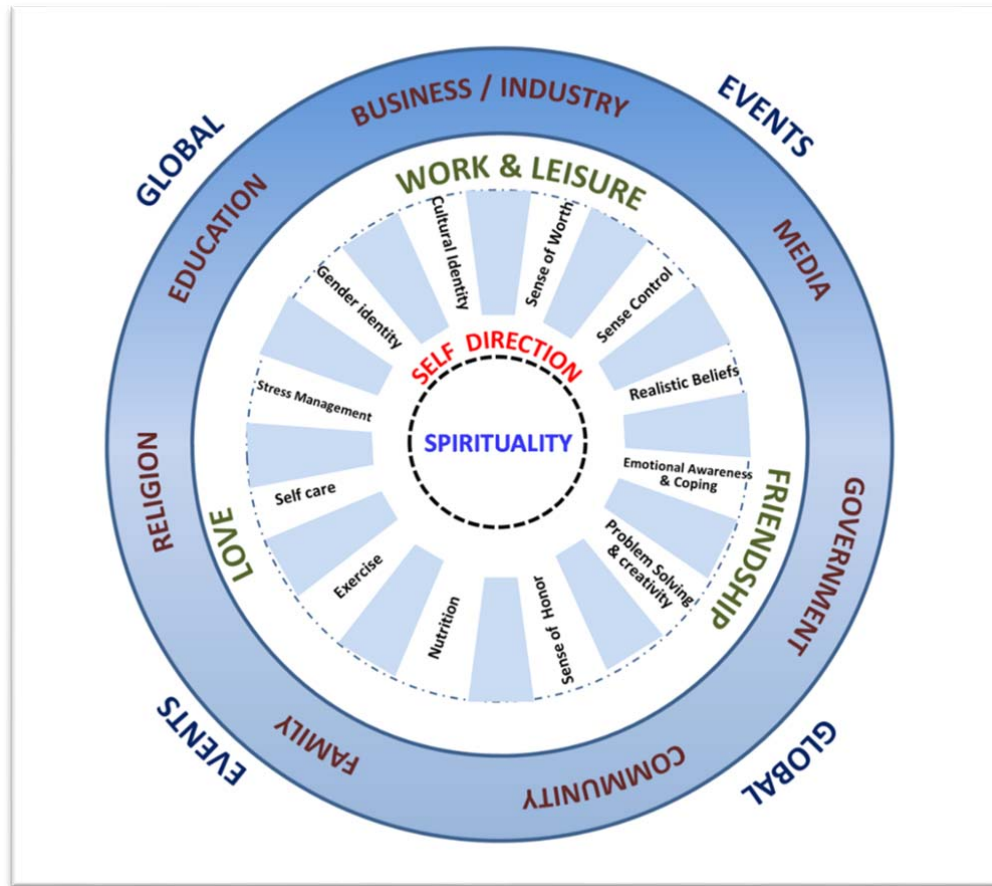 GLOBAL
EVENTS
BUSINESS / INDUSTRY
EDUCATION
MEDIA
RELIGION
GOVERNMENT
FAMILY
COMMUNITY
EVENTS
GLOBAL
WORK & LEISURE
LOVE
FRIENDSHIP
Cultural Identity
Sense of Worth
Gender identity
Sense Control
Stress Management
Realistic Beliefs
Self care
Emotional Awareness
& Coping
Exercise
Problem Solving
& creativity
Nutrition
Sense of Honor
SELF DIRECTION
SPIRITUALITY